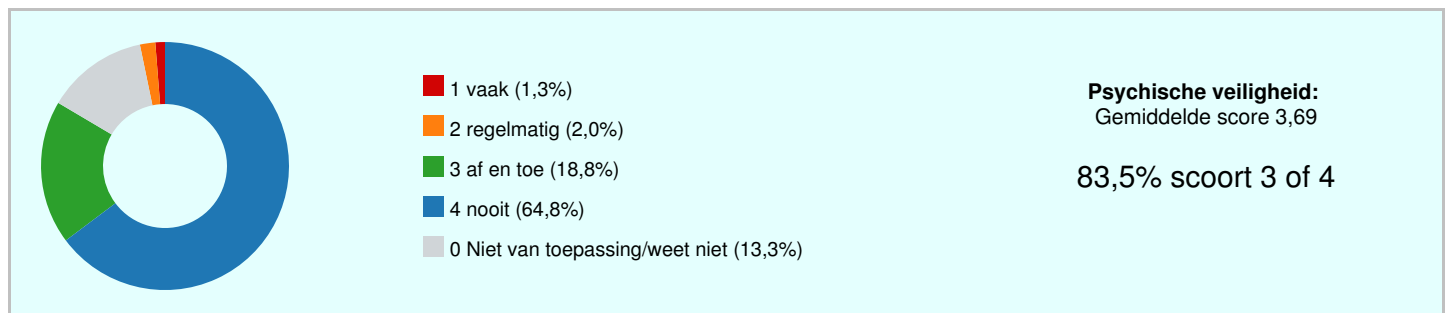 1 vaak (1,3%)
2 regelmatig (2,0%)
3 af en toe (18,8%)
4 nooit (64,8%)
0 Niet van toepassing/weet niet (13,3%)
Psychische veiligheid:
Gemiddelde score 3,69
83,5% scoort 3 of 4